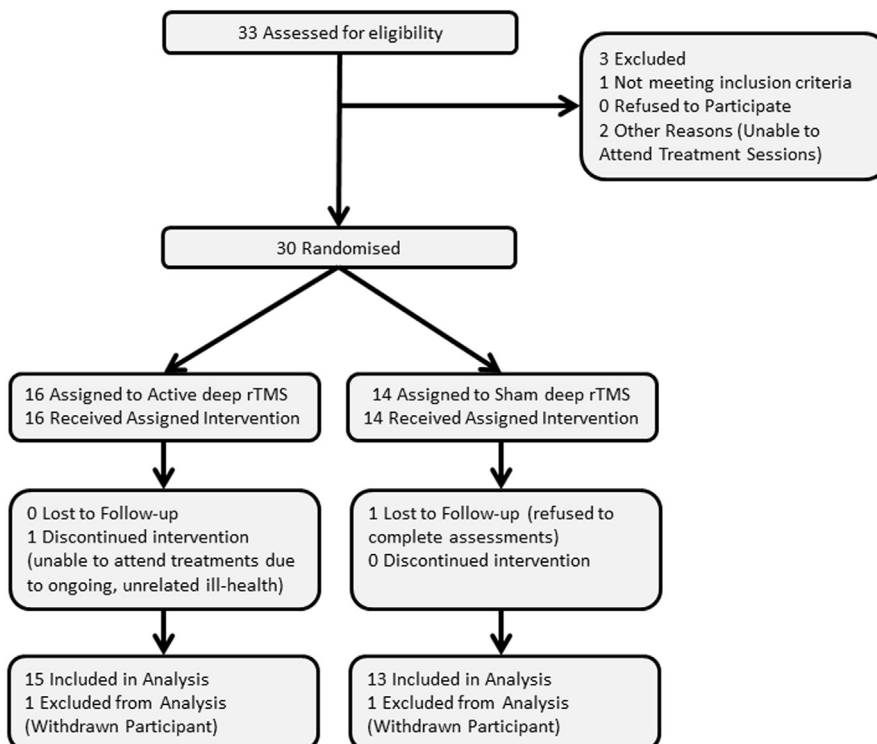 33 Assessed for eligibility
3 Excluded
1 Not meeting inclusion criteria
0 Refused to Participate
2 Other Reasons (Unable to
Attend Treatment Sessions)
30 Randomised
16 Assigned to Active deep rTMS
16 Received Assigned Intervention
14 Assigned to Sham deep rTMS
14 Received Assigned Intervention
0 Lost to Follow-up
1 Discontinued intervention
(unable to attend treatments due
to ongoing, unrelated ill-health)
1 Lost to Follow-up (refused to
complete assessments)
0 Discontinued intervention
15 Included in Analysis
1 Excluded from Analysis
(Withdrawn Participant)
13 Included in Analysis
1 Excluded from Analysis
(Withdrawn Participant)